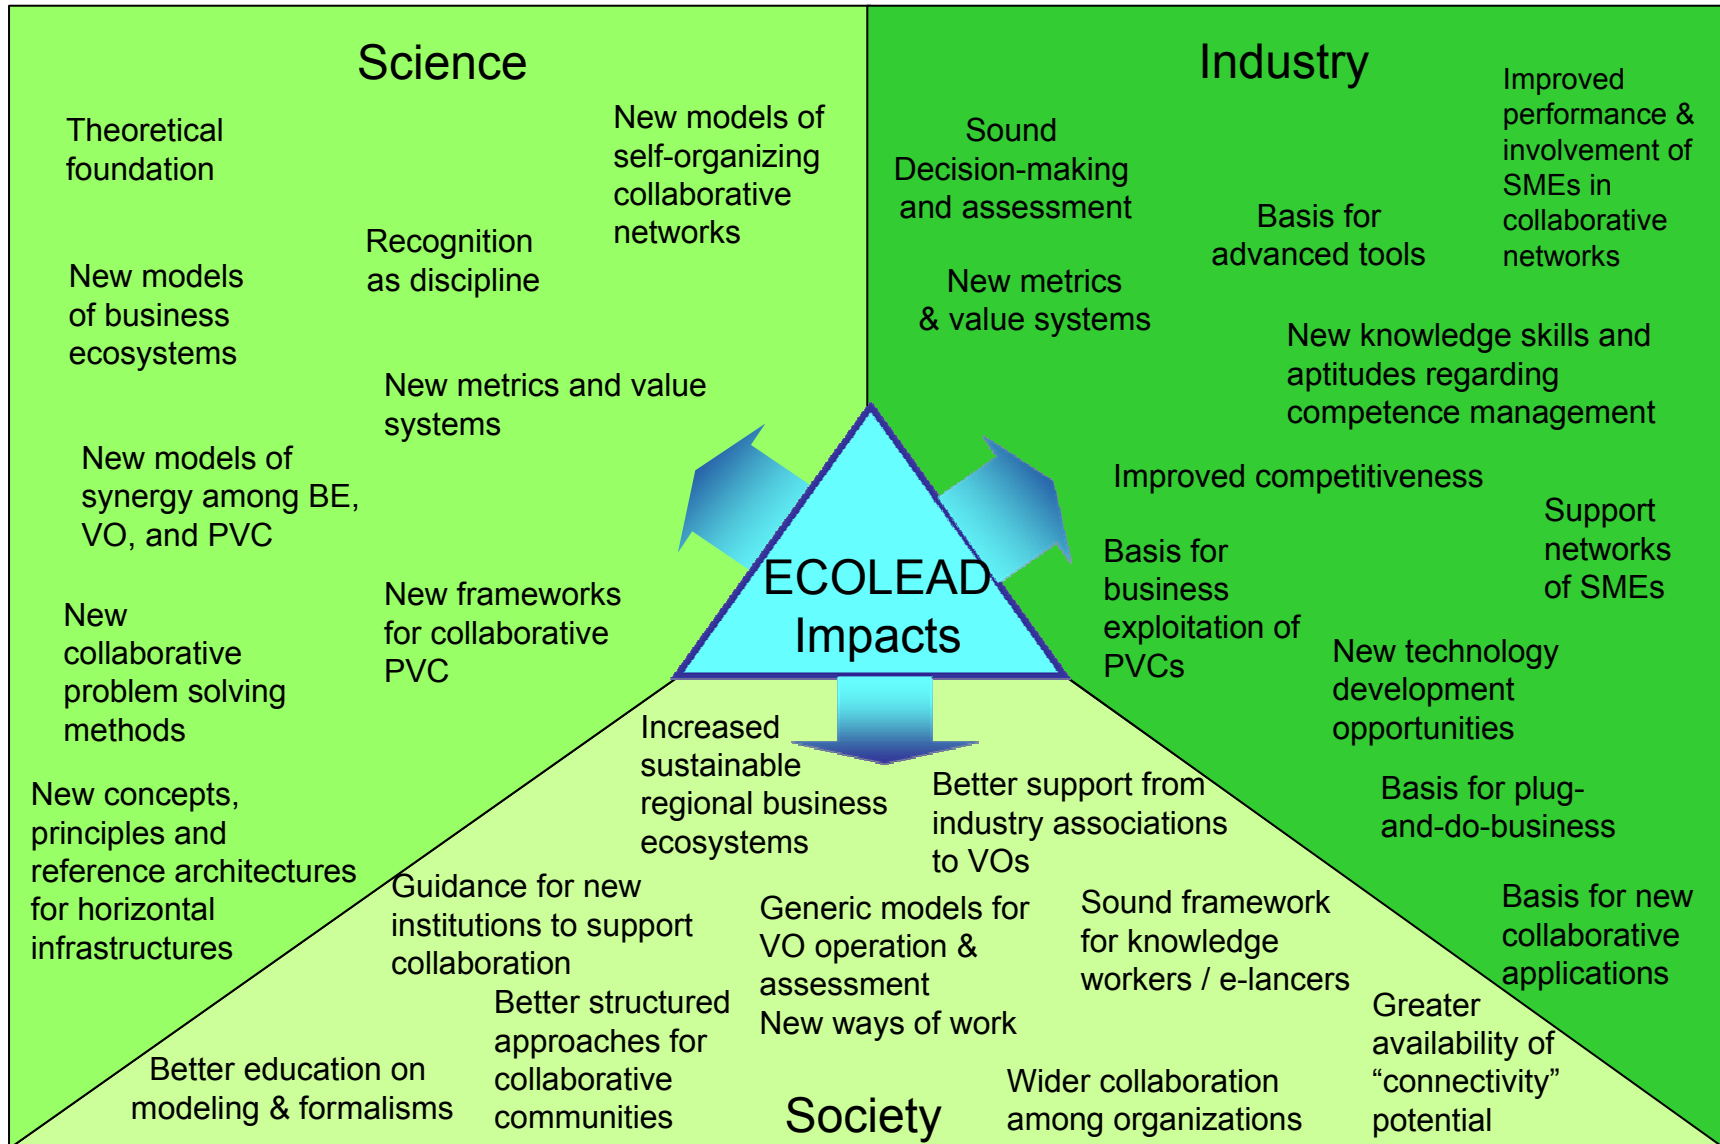 Science
Theoretical
foundation
New models of
self-organizing
collaborative
networks
Recognition
as discipline
New models
of business
ecosystems
New metrics and value
systems
New models of
synergy among BE,
VO, and PVC
New frameworks
for collaborative
PVC
New
collaborative
problem solving
methods
New concepts,
principles and
reference architectures
for horizontal
infrastructures
Industry
Improved
performance &
involvement of
SMEs in
collaborative
networks
Sound
Decision-making
and assessment
Basis for
advanced tools
New metrics
& value systems
New knowledge skills and
aptitudes regarding
competence management
Improved competitiveness
Support
networks
of SMEs
Basis for
business
exploitation of
PVCs
New technology
development
opportunities
Basis for plug-
and-do-business
Basis for new
collaborative
applications
ECOLEAD
Impacts
Increased
sustainable
regional business
ecosystems
Better support from
industry associations
to VOs
Guidance for new
institutions to support
collaboration
Generic models for
VO operation &
assessment
New ways of work
Sound framework
for knowledge
workers / e-lancers
Better structured
approaches for
collaborative
communities
Greater
availability of
“connectivity”
potential
Better education on
modeling & formalisms
Wider collaboration
among organizations
Society